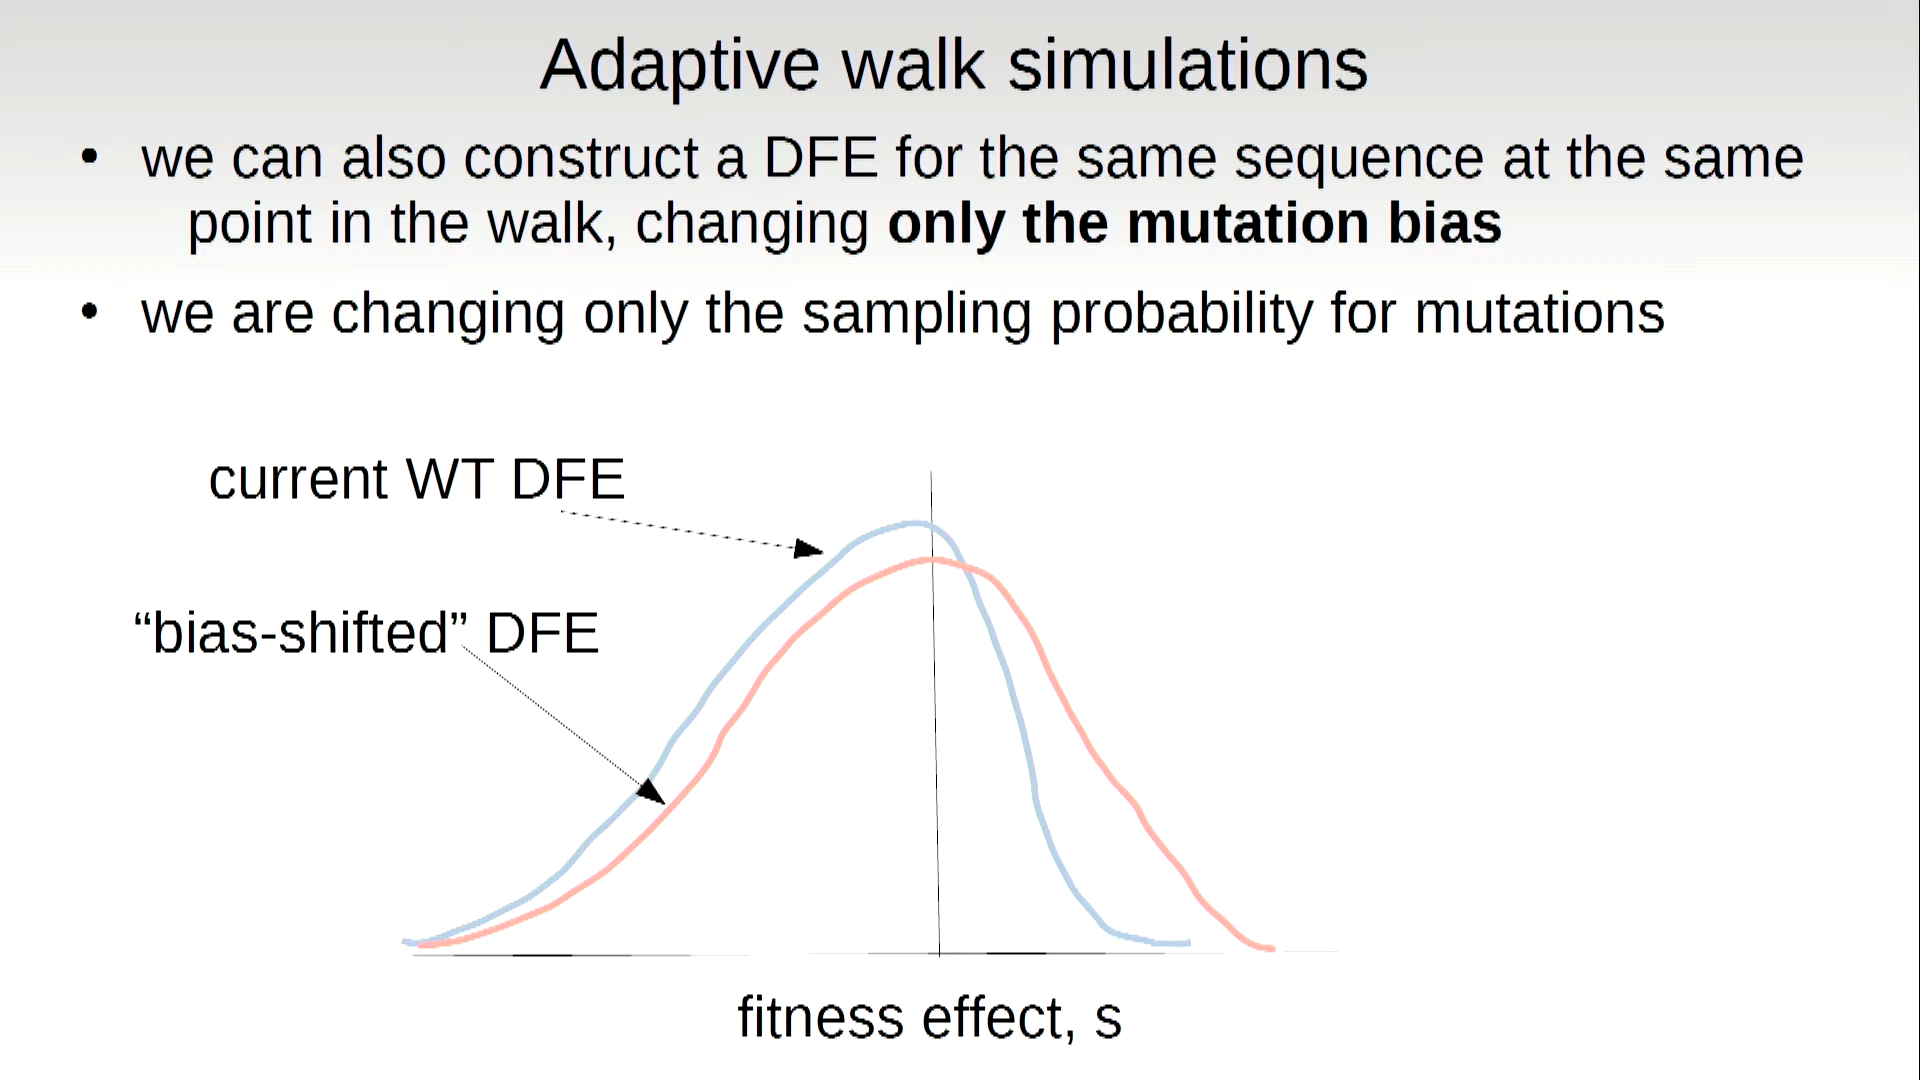 Adaptive walk simulations
• we can also construct a DFE for the same sequence at the same
point in the walk, changing only the mutation bias
• we are changing only the sampling probability for mutations
current WT DFE
“bias-shifted” DFE
fitness effect, s